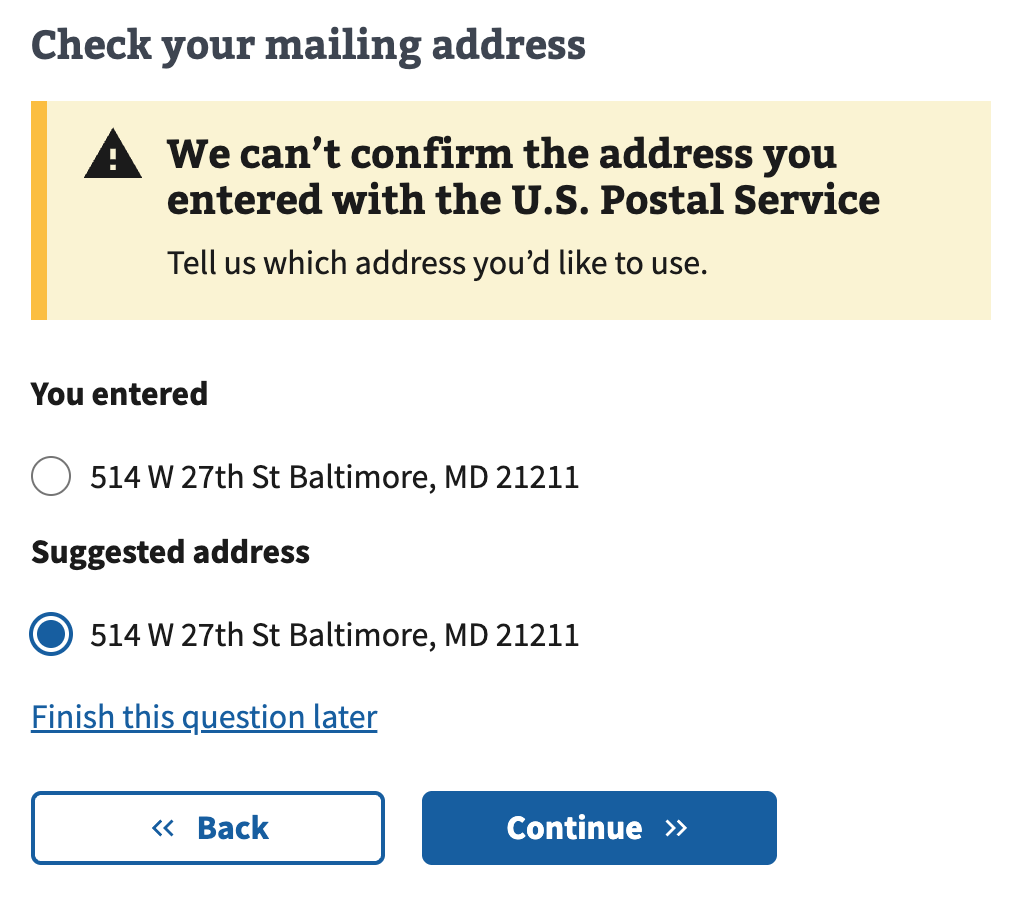 Check your mailing address
We can’t confirm the address you
entered with the U.S. Postal Service
Tell us which address you’d like to use.
You entered
514 W 27th St Baltimore, MD 21211
Suggested address
514 W 27th St Baltimore, MD 21211
Finish this question later
Back
Continue